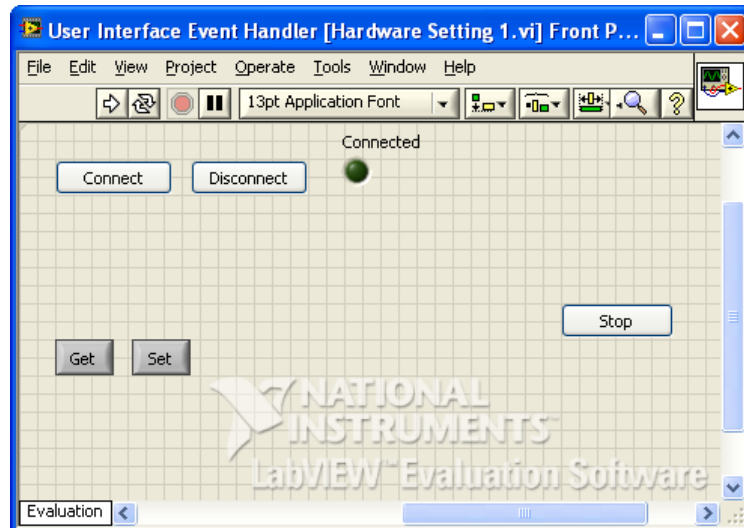 User Interface Event Handler [Hardware Setting 1.vi] Front P...
File Edit View Project Operate Tools Window Help
13pt Application Font
Connected
Connect Disconnect
Stop
Get Set
NATIONAL
INSTRUMENTS™
LabVIEW™ Evaluation Software
Evaluation